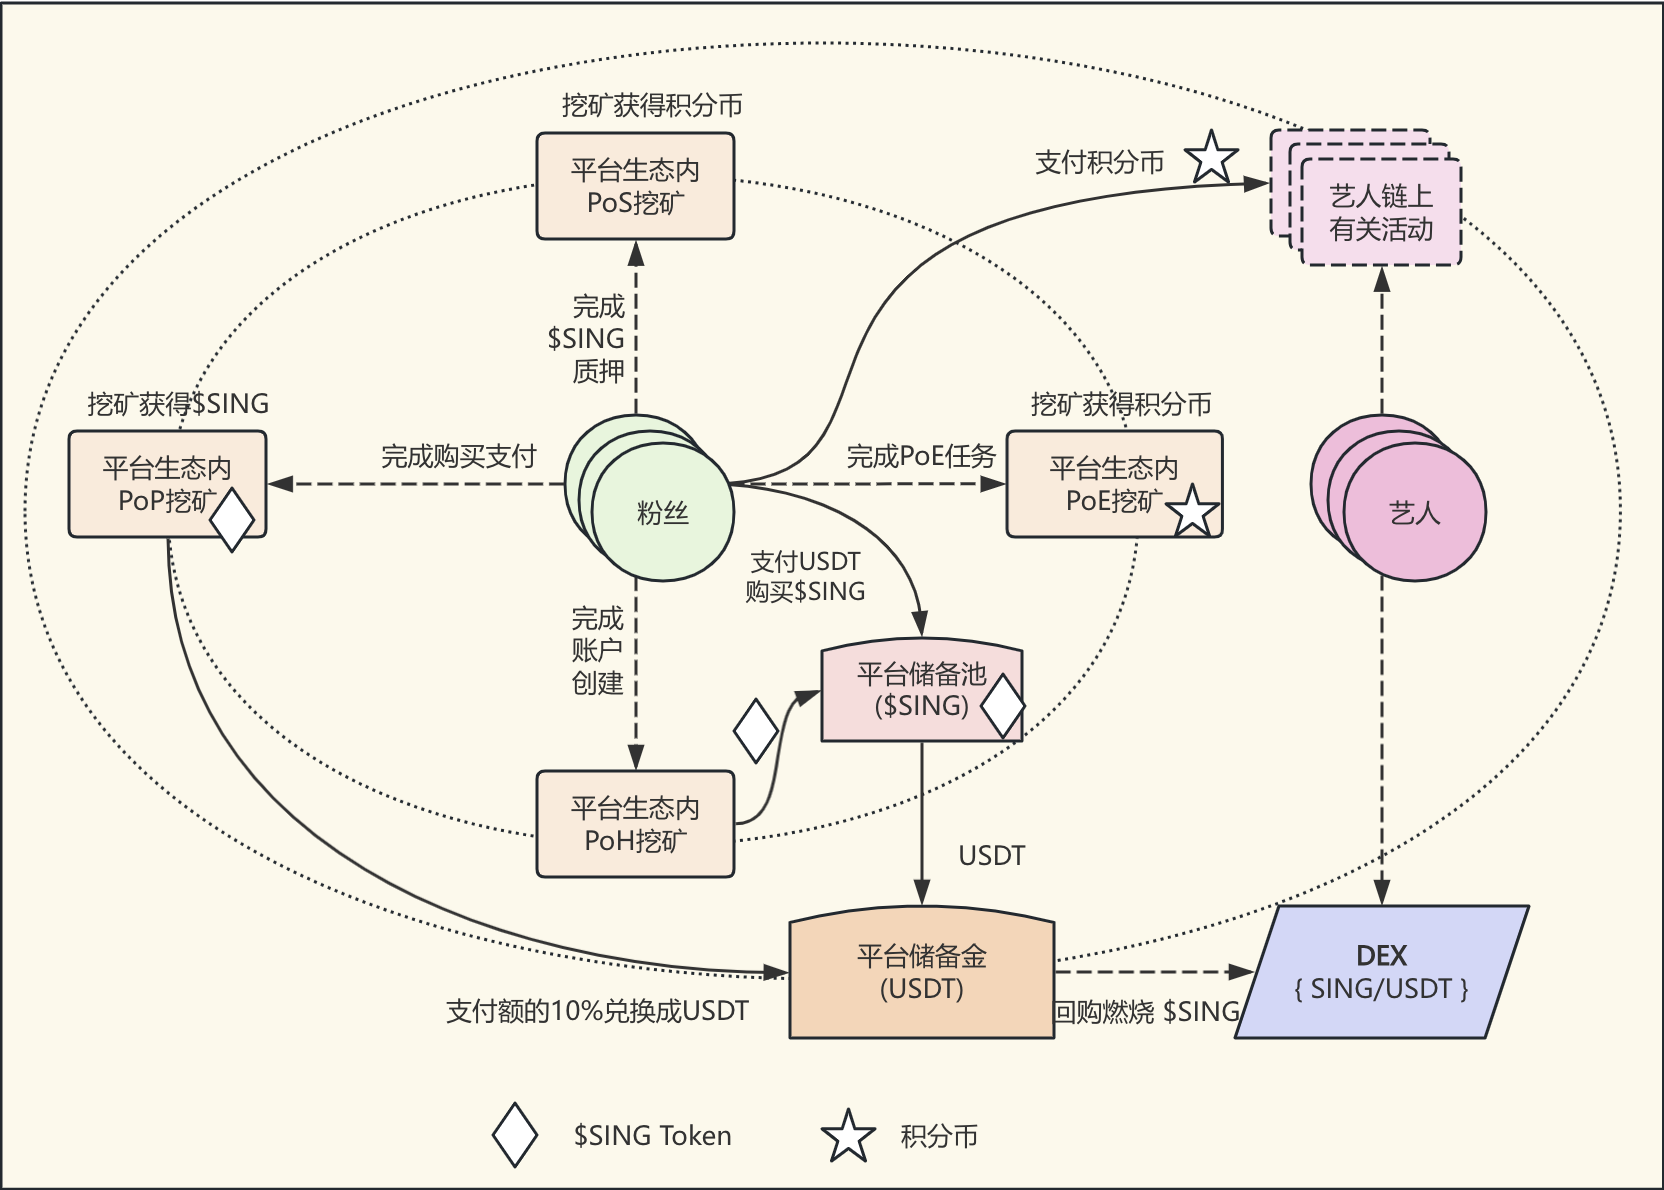 挖矿获得积分币
平台生态内
PoS挖矿
支付积分币
艺人链上
有关活动
完成
$SING
质押
挖矿获得$SING
挖矿获得积分币
平台生态内
PoP挖矿
完成购买支付
粉丝
完成PoE任务
平台生态内
PoE挖矿
艺人
支付USDT
购买$SING
完成
账户
创建
平台储备池
($SING)
平台生态内
PoH挖矿
USDT
平台储备金
(USDT)
DEX
{ SING/USDT }
支付额的10%兑换成USDT
回购燃烧 $SING
$SING Token
积分币